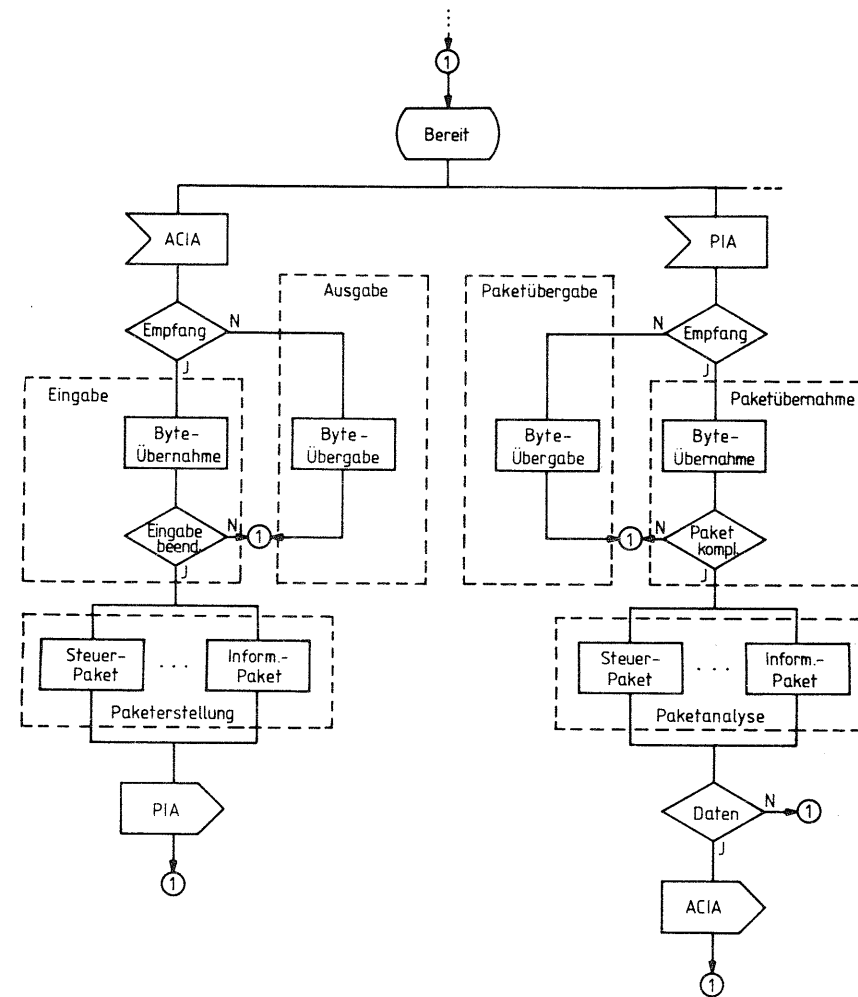 1
Bereit
ACIA
PIA
Ausgabe
Paketübergabe
Empfang
N
J
N
Empfang
J
Eingabe
Paketübernahme
Byte-
Übernahme
Byte-
Übergabe
Byte-
Übergabe
Byte-
Übernahme
Eingabe
beend.
N
J
1
1
N
Paket
kompl.
J
Steuer-
Paket
...
Inform.-
Paket
Paketerstellung
Steuer-
Paket
...
Inform.-
Paket
Paketanalyse
PIA
1
Daten
N
1
J
ACIA
1